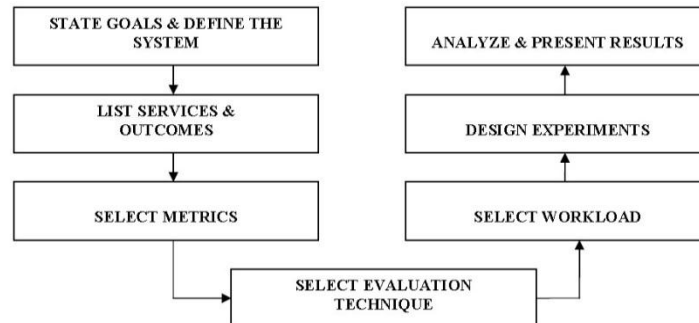 STATE GOALS & DEFINE THE
SYSTEM
LIST SERVICES &
OUTCOMES
SELECT METRICS
SELECT EVALUATION
TECHNIQUE
SELECT WORKLOAD
DESIGN EXPERIMENTS
ANALYZE & PRESENT RESULTS